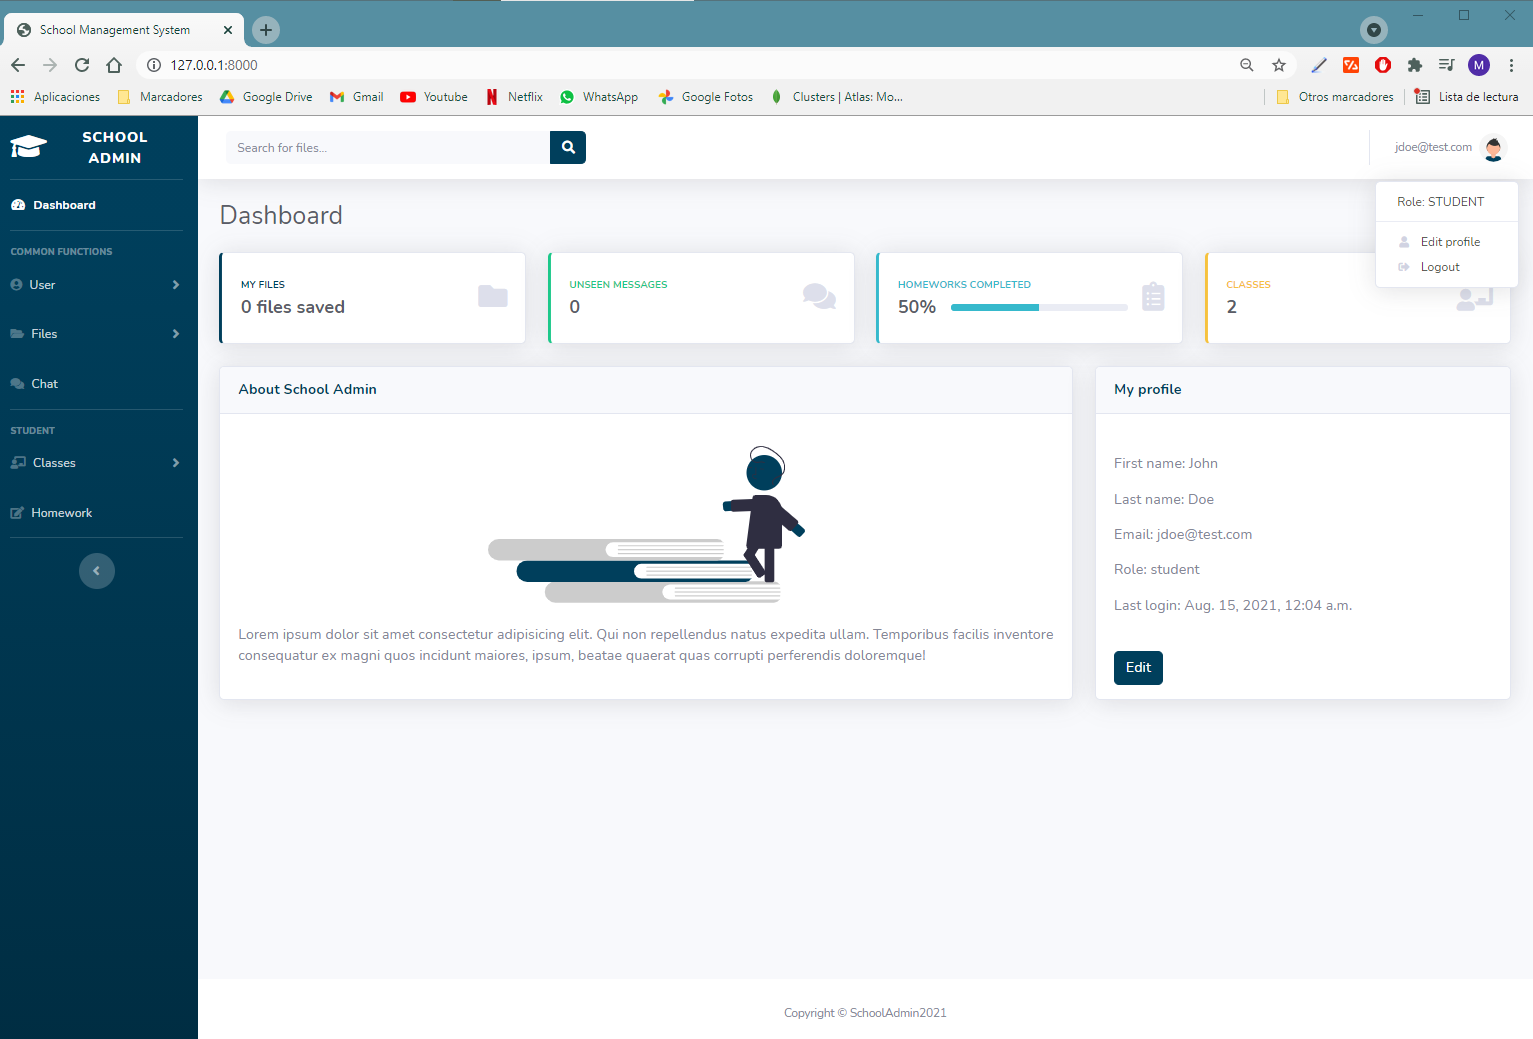 School Management System
127.0.0.1:8000
M
Aplicaciones
Marcadores
Google Drive
Gmail
Youtube
Netflix
WhatsApp
Google Fotos
Clusters | Atlas: Mo...
Otros marcadores
Lista de lectura
SCHOOL
ADMIN
Search for files...
jdoe@test.com
Role: STUDENT
Edit profile
Logout
Dashboard
COMMON FUNCTIONS
User
Files
Chat
STUDENT
Classes
Homework
Dashboard
MY FILES
0 files saved
UNSEEN MESSAGES
0
HOMEWORKS COMPLETED
50%
CLASSES
2
About School Admin
Lorem ipsum dolor sit amet consectetur adipisicing elit. Qui non repellendus natus expedita ullam. Temporibus facilis inventore
consequatur ex magni quos incidunt maiores, ipsum, beatae quaerat quas corrupti perferendis doloremque!
My profile
First name: John
Last name: Doe
Email: jdoe@test.com
Role: student
Last login: Aug. 15, 2021, 12:04 a.m.
Edit
Copyright © SchoolAdmin2021